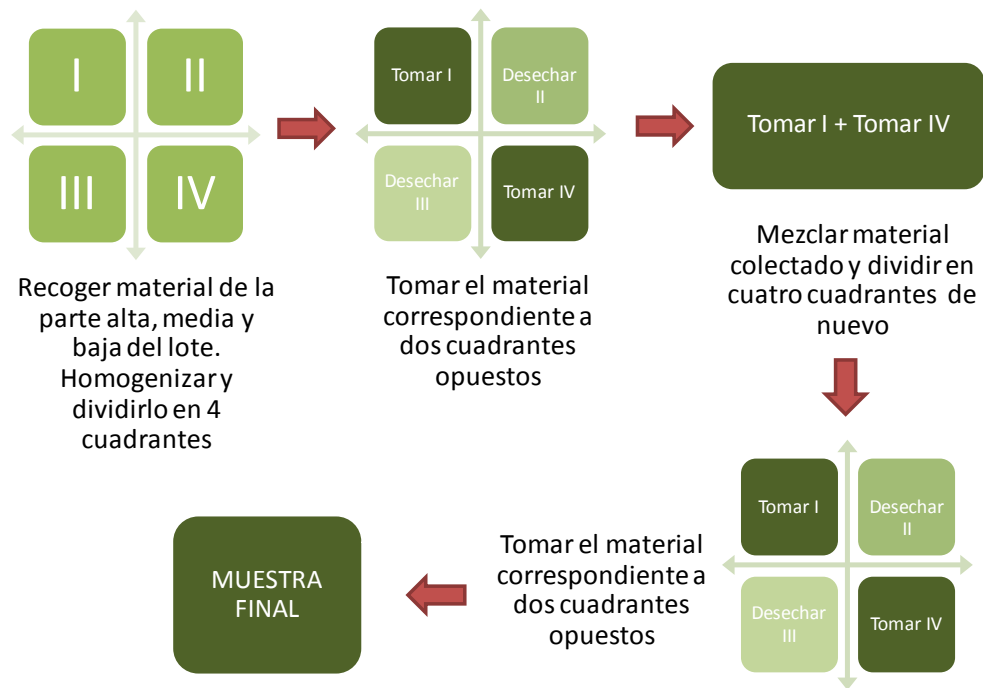 I
II
III
IV
Recoger material de la
parte alta, media y
baja del lote.
Homogenizar y
dividirlo en 4
cuadrantes
Tomar I
Desechar
II
Desechar
III
Tomar IV
Tomar el material
correspondiente a
dos cuadrantes
opuestos
Tomar I + Tomar IV
Mezclar material
colectado y dividir en
cuatro cuadrantes de
nuevo
Tomar I
Desechar
II
Desechar
III
Tomar IV
Tomar el material
correspondiente a
dos cuadrantes
opuestos
MUESTRA
FINAL